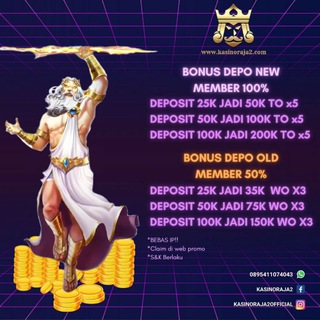 www.kasinoraja2.com
BONUS DEPO NEW
MEMBER 100%
DEPOSIT 25K JADI 50K TO x5
DEPOSIT 50K JADI 100K TO x5
DEPOSIT 100K JADI 200K TO x5
BONUS DEPO OLD
MEMBER 50%
DEPOSIT 25K JADI 35K WO X3
DEPOSIT 50K JADI 75K WO X3
DEPOSIT 100K JADI 150K WO X3
*BEBAS IP!!
*Claim di web promo
*S&K Berlaku
0895411074043
KASINORAJA2
KASINORAJA2OFFICIAL